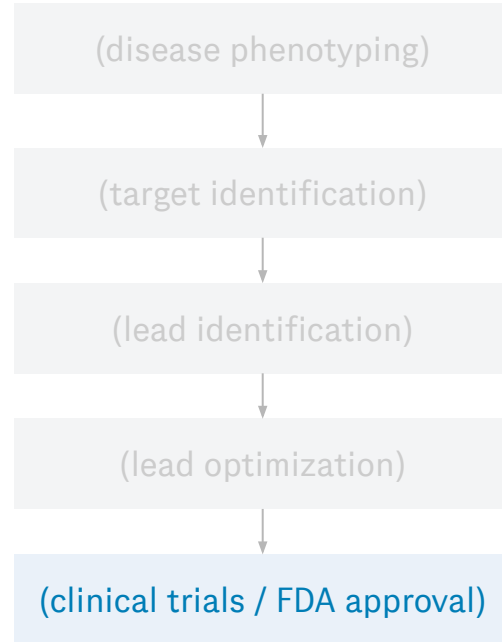 (disease phenotyping)
(target identification)
(lead identification)
(lead optimization)
(clinical trials / FDA approval)